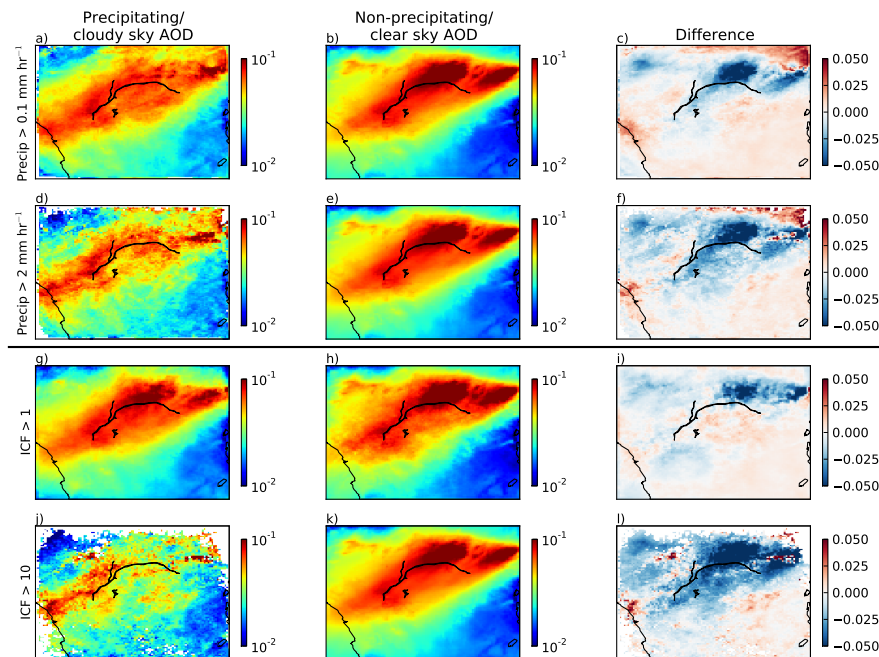 Precipitating/ cloudy sky AOD
Non-precipitating/ clear sky AOD
Difference
Precip > 0.1 mm hr⁻¹
a)
10⁻¹
10⁻²
b)
10⁻¹
10⁻²
c)
0.050
0.025
0.000
−0.025
−0.050
Precip > 2 mm hr⁻¹
d)
10⁻¹
10⁻²
e)
10⁻¹
10⁻²
f)
0.050
0.025
0.000
−0.025
−0.050
ICF > 1
g)
10⁻¹
10⁻²
h)
10⁻¹
10⁻²
i)
0.050
0.025
0.000
−0.025
−0.050
ICF > 10
j)
10⁻¹
10⁻²
k)
10⁻¹
10⁻²
l)
0.050
0.025
0.000
−0.025
−0.050